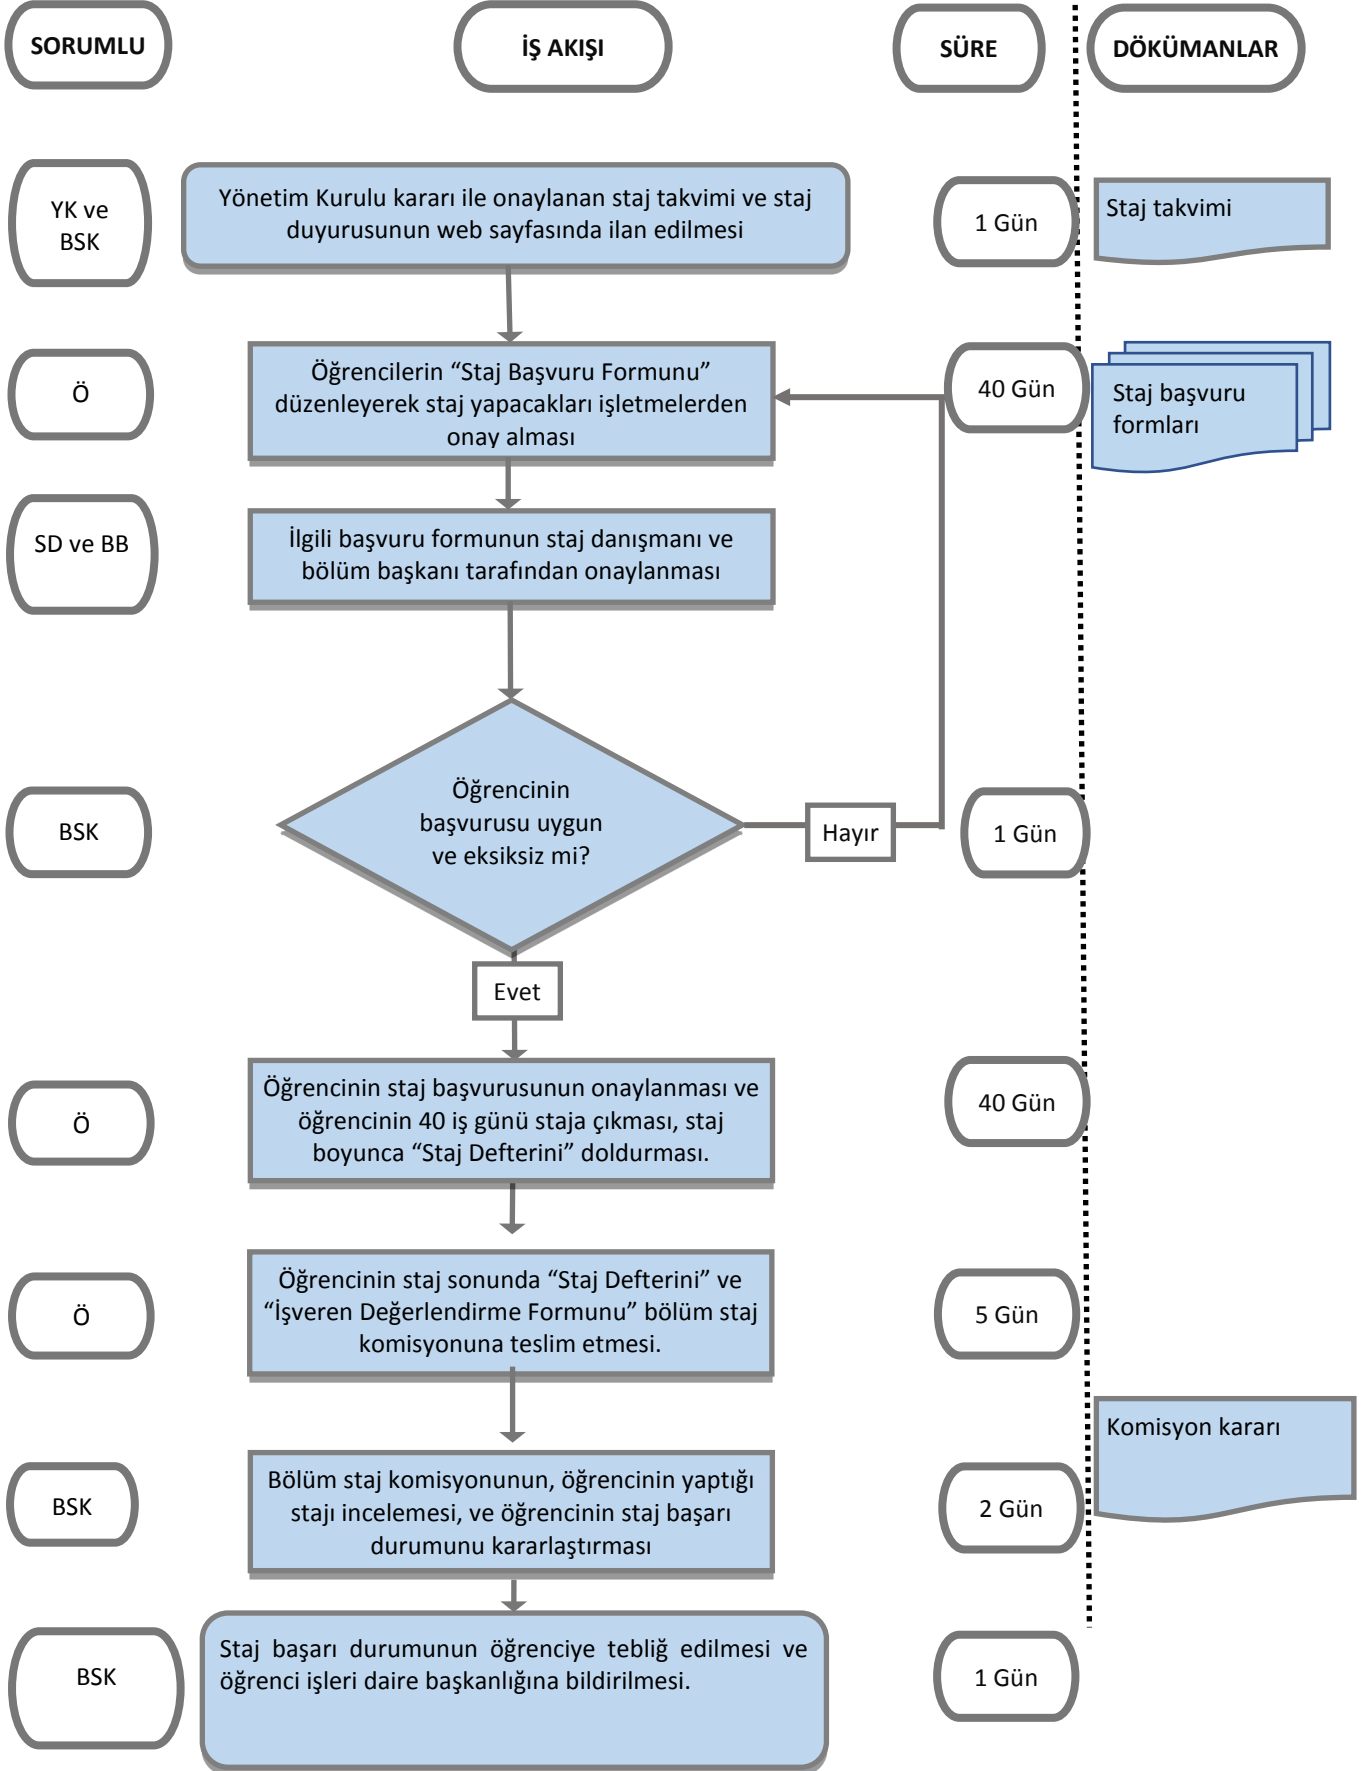 SORUMLU
İŞ AKIŞI
SÜRE
DÖKÜMANLAR
YK ve
BSK
Yönetim Kurulu kararı ile onaylanan staj takvimi ve staj
duyurusunun web sayfasında ilan edilmesi
1 Gün
Staj takvimi
Ö
Öğrencilerin “Staj Başvuru Formunu”
düzenleyerek staj yapacakları işletmelerden
onay alması
40 Gün
Staj başvuru
formları
SD ve BB
İlgili başvuru formunun staj danışmanı ve
bölüm başkanı tarafından onaylanması
BSK
Öğrencinin
başvurusu uygun
ve eksiksiz mi?
Hayır
1 Gün
Evet
Ö
Öğrencinin staj başvurusunun onaylanması ve
öğrencinin 40 iş günü staja çıkması, staj
boyunca “Staj Defterini” doldurması.
40 Gün
Ö
Öğrencinin staj sonunda “Staj Defterini” ve
“İşveren Değerlendirme Formunu” bölüm staj
komisyonuna teslim etmesi.
5 Gün
Komisyon kararı
BSK
Bölüm staj komisyonunun, öğrencinin yaptığı
stajı incelemesi, ve öğrencinin staj başarı
durumunu kararlaştırması
2 Gün
BSK
Staj başarı durumunun öğrenciye tebliğ edilmesi ve
öğrenci işleri daire başkanlığına bildirilmesi.
1 Gün